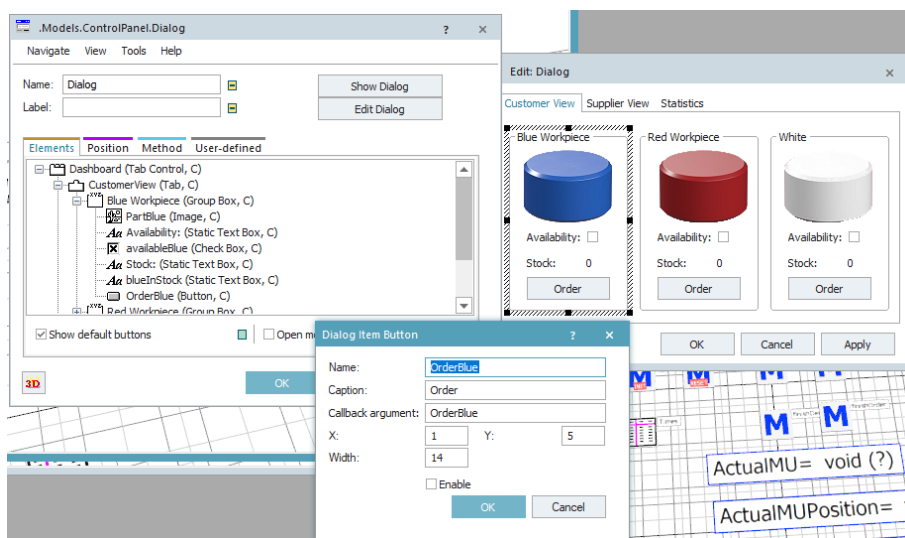 .Models.ControlPanel.Dialog ? ×
Navigate View Tools Help
Name: Dialog
Show Dialog
Label:
Edit Dialog
Elements Position Method User-defined
Dashboard (Tab Control, C)
CustomerView (Tab, C)
Blue Workpiece (Group Box, C)
PartBlue (Image, C)
Availability: (Static Text Box, C)
availableBlue (Check Box, C)
Stock: (Static Text Box, C)
blueInStock (Static Text Box, C)
OrderBlue (Button, C)
Red Workpiece (Group Box, C)
Show default buttons
Open m
3D
OK
Edit: Dialog ×
Customer View Supplier View Statistics
Blue Workpiece Red Workpiece White
Availability: Availability: Availability:
Stock: 0 Stock: 0 Stock: 0
Order Order Order
OK Cancel Apply
Dialog Item Button ? ×
Name: OrderBlue
Caption: Order
Callback argument: OrderBlue
X: 1 Y: 5
Width: 14
Enable
OK Cancel
M M M M
M M
ActualMU= void (?)
ActualMUPosition=